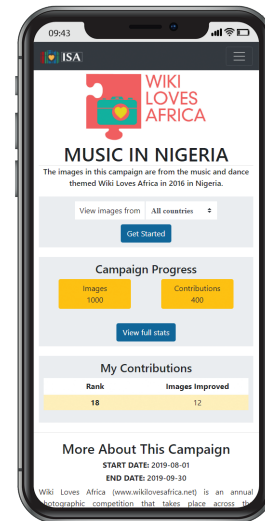 09:43
ISA
WIKI
LOVES
AFRICA
MUSIC IN NIGERIA
The images in this campaign are from the music and dance
themed Wiki Loves Africa in 2016 in Nigeria.
View images from All countries
Get Started
Campaign Progress
Images Contributions
1000 400
View full stats
My Contributions
Rank Images Improved
18 12
More About This Campaign
START DATE: 2019-08-01
END DATE: 2019-09-30
Wiki Loves Africa (www.wikilovesafrica.net) is an annual
photographic competition that takes place across the